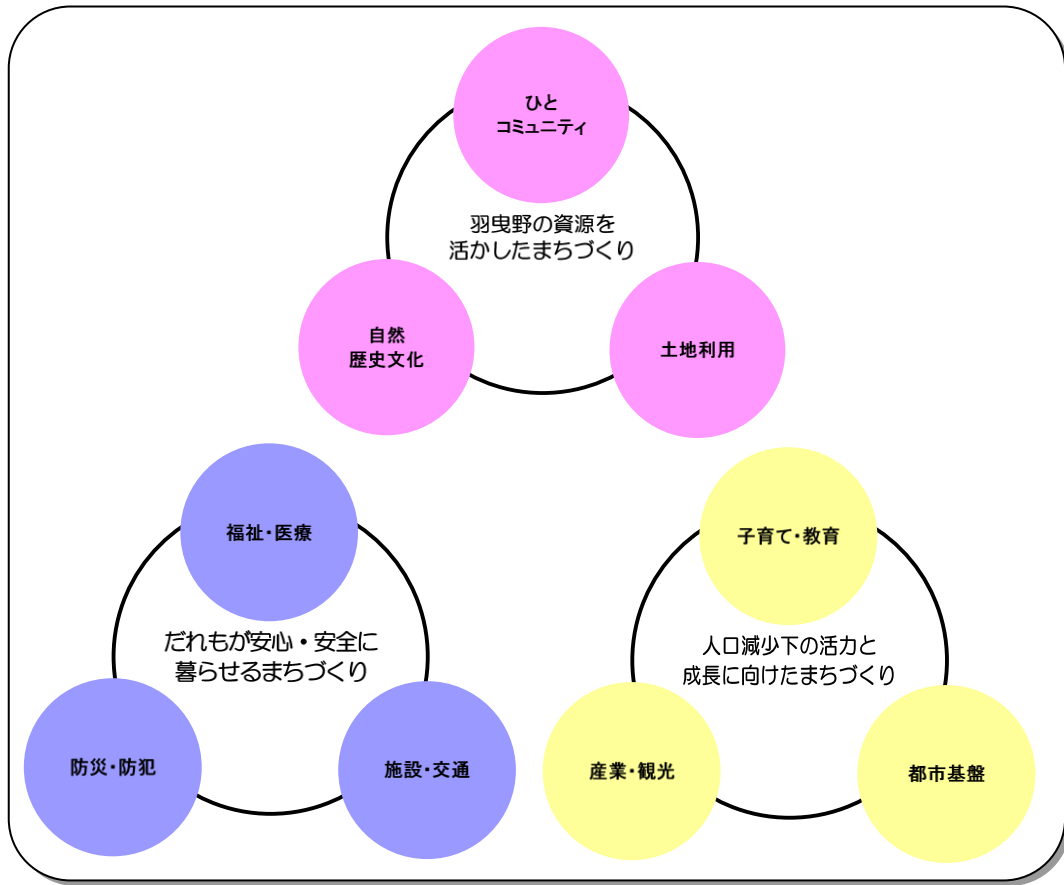 ひと
コミュニティ
羽曳野の資源を
活かしたまちづくり
自然
歴史文化
土地利用
福祉・医療
だれもが安心・安全に
暮らせるまちづくり
防災・防犯
施設・交通
子育て・教育
人口減少下の活力と
成長に向けたまちづくり
産業・観光
都市基盤